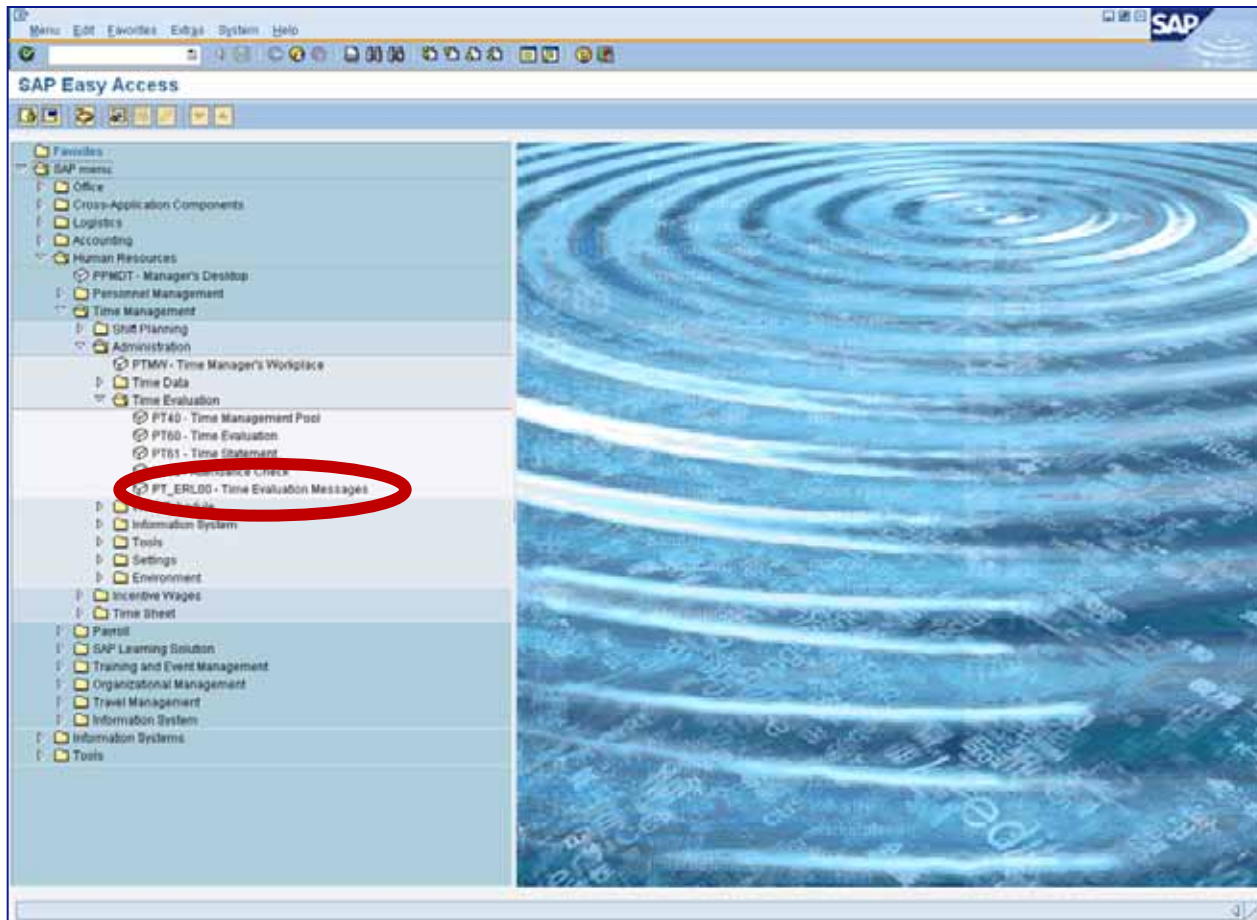 Menu Edit Favorites Extras System Help
SAP
SAP Easy Access
Favorites
SAP menu
Office
Cross-Application Components
Logistics
Accounting
Human Resources
PPMDT - Manager's Desktop
Personnel Management
Time Management
Shift Planning
Administration
PTMW - Time Manager's Workplace
Time Data
Time Evaluation
PT40 - Time Management Pool
PT60 - Time Evaluation
PT61 - Time Statement
Attendance Check
PT_ERL00 - Time Evaluation Messages
Information System
Tools
Settings
Environment
Incentive Wages
Time Sheet
Payroll
SAP Learning Solution
Training and Event Management
Organizational Management
Travel Management
Information System
Information Systems
Tools